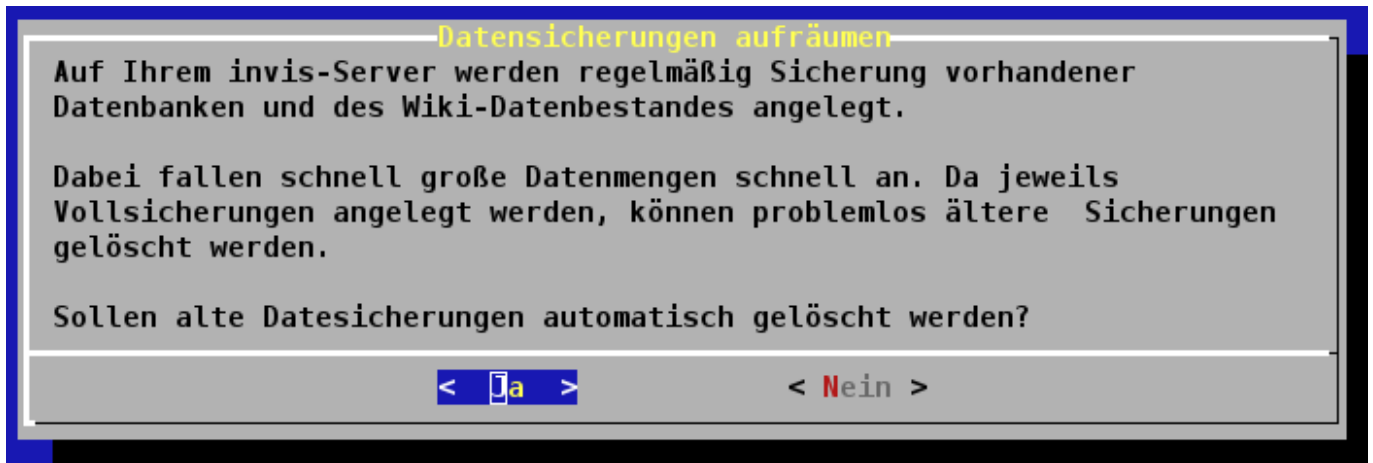 Datensicherungen aufräumen
Auf Ihrem invis-Server werden regelmäßig Sicherung vorhandener
Datenbanken und des Wiki-Datenbestandes angelegt.
Dabei fallen schnell große Datenmengen schnell an. Da jeweils
Vollsicherungen angelegt werden, können problemlos ältere  Sicherungen
gelöscht werden.
Sollen alte Datesicherungen automatisch gelöscht werden?
<  Ja  > < Nein >